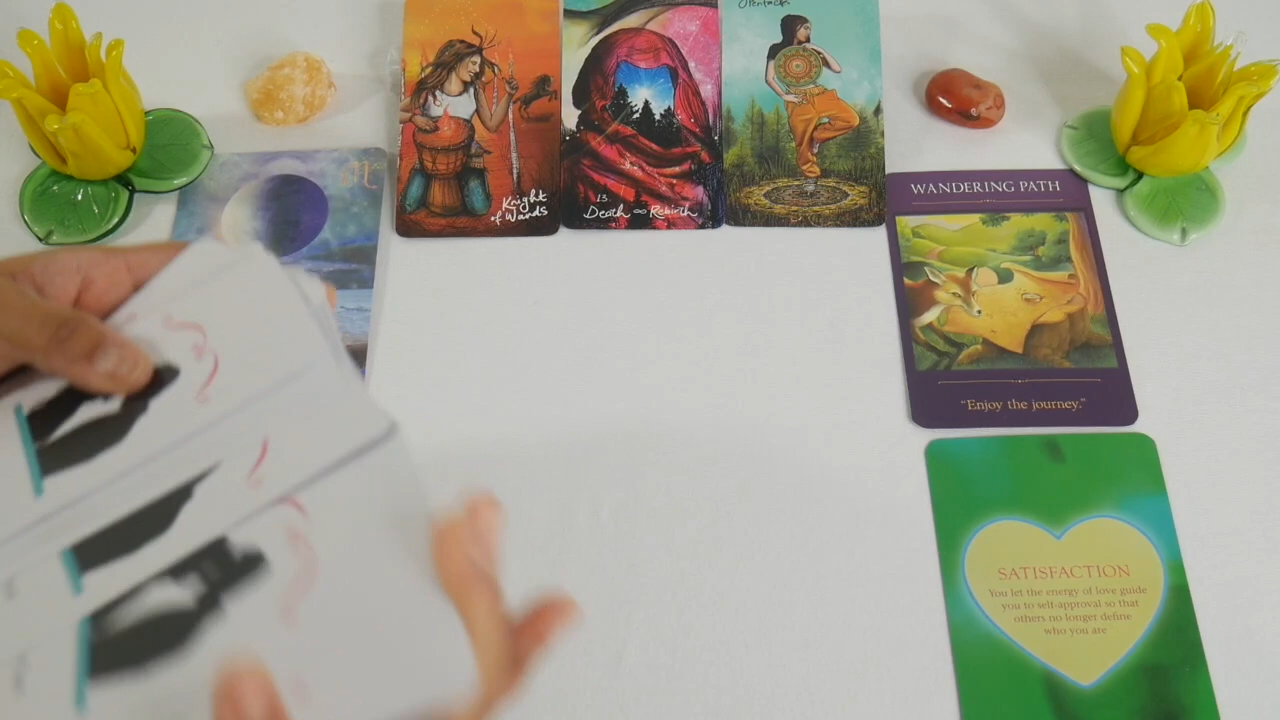 Knight
of Wands
13.
Death ∞ Rebirth
WANDERING PATH
"Enjoy the journey."
SATISFACTION
You let the energy of love guide
you to self-approval so that
others no longer define
who you are